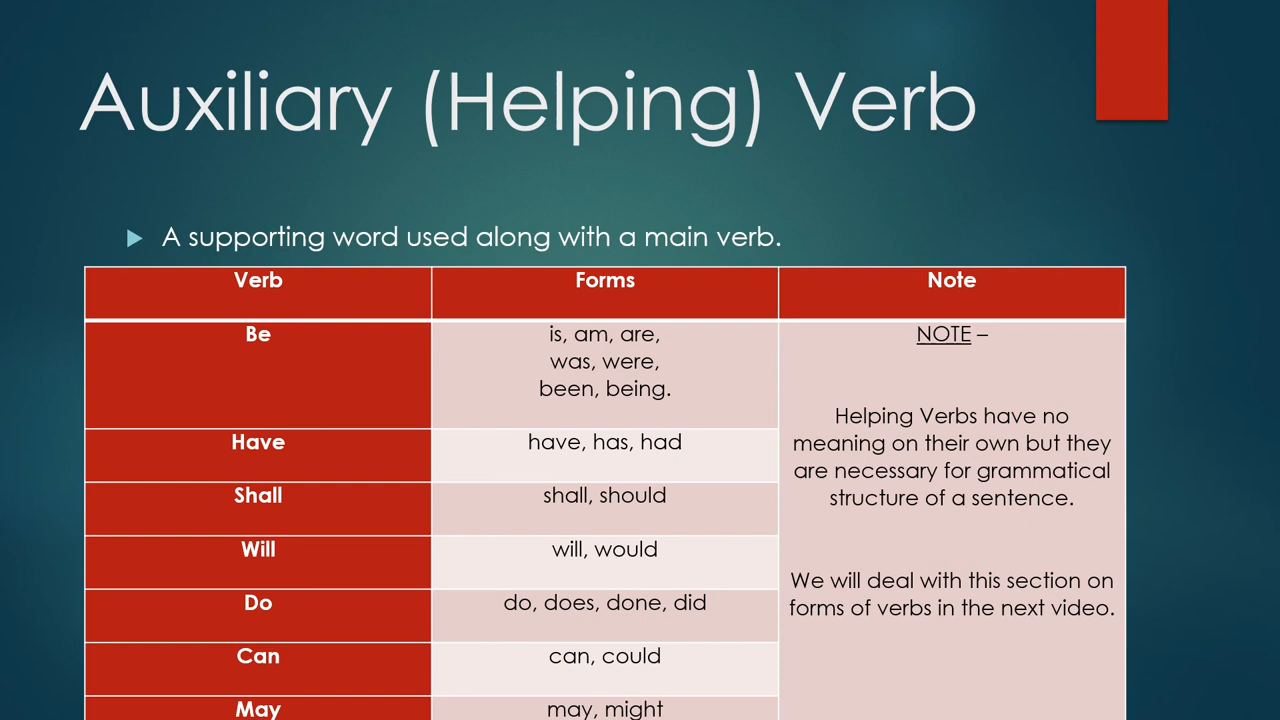 Auxiliary (Helping) Verb
A supporting word used along with a main verb.
Verb Forms Note
Be
is, am, are,
was, were,
been, being.
Have
have, has, had
Shall
shall, should
Will
will, would
Do
do, does, done, did
Can
can, could
May
may, might
NOTE –
Helping Verbs have no
meaning on their own but they
are necessary for grammatical
structure of a sentence.
We will deal with this section on
forms of verbs in the next video.